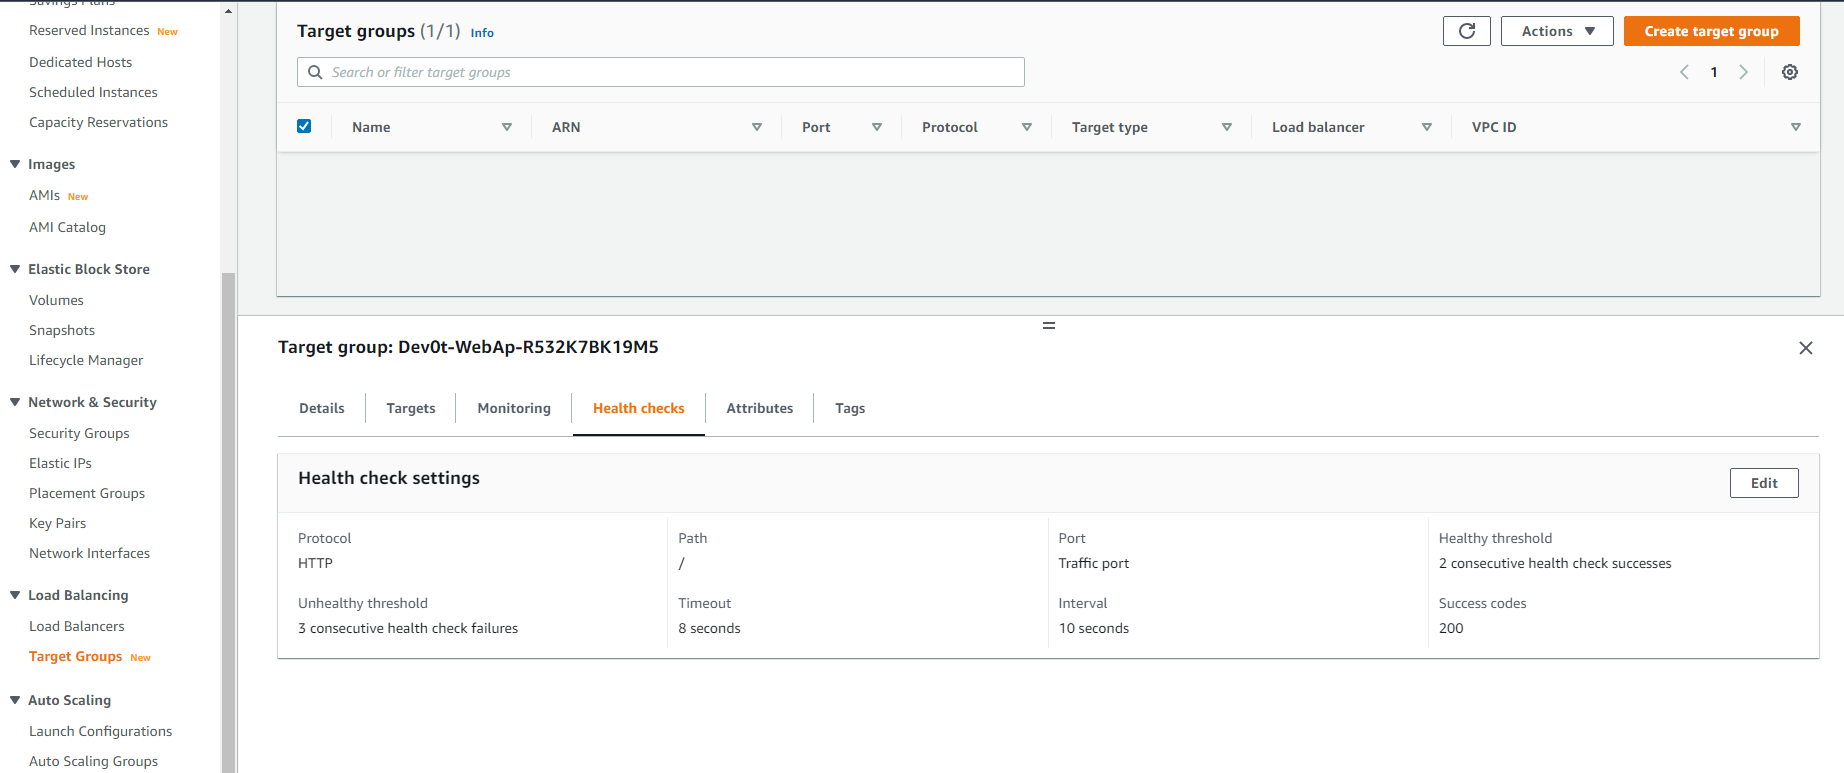 Savings Plans
Reserved Instances New
Dedicated Hosts
Scheduled Instances
Capacity Reservations
Images
AMIs New
AMI Catalog
Elastic Block Store
Volumes
Snapshots
Lifecycle Manager
Network & Security
Security Groups
Elastic IPs
Placement Groups
Key Pairs
Network Interfaces
Load Balancing
Load Balancers
Target Groups New
Auto Scaling
Launch Configurations
Auto Scaling Groups
Target groups (1/1) Info
Actions
Create target group
Search or filter target groups
1
Name ARN Port Protocol Target type Load balancer VPC ID
Target group: Dev0t-WebAp-R532K7BK19M5
Details Targets Monitoring Health checks Attributes Tags
Health check settings
Edit
Protocol
HTTP
Path
/
Port
Traffic port
Healthy threshold
2 consecutive health check successes
Unhealthy threshold
3 consecutive health check failures
Timeout
8 seconds
Interval
10 seconds
Success codes
200